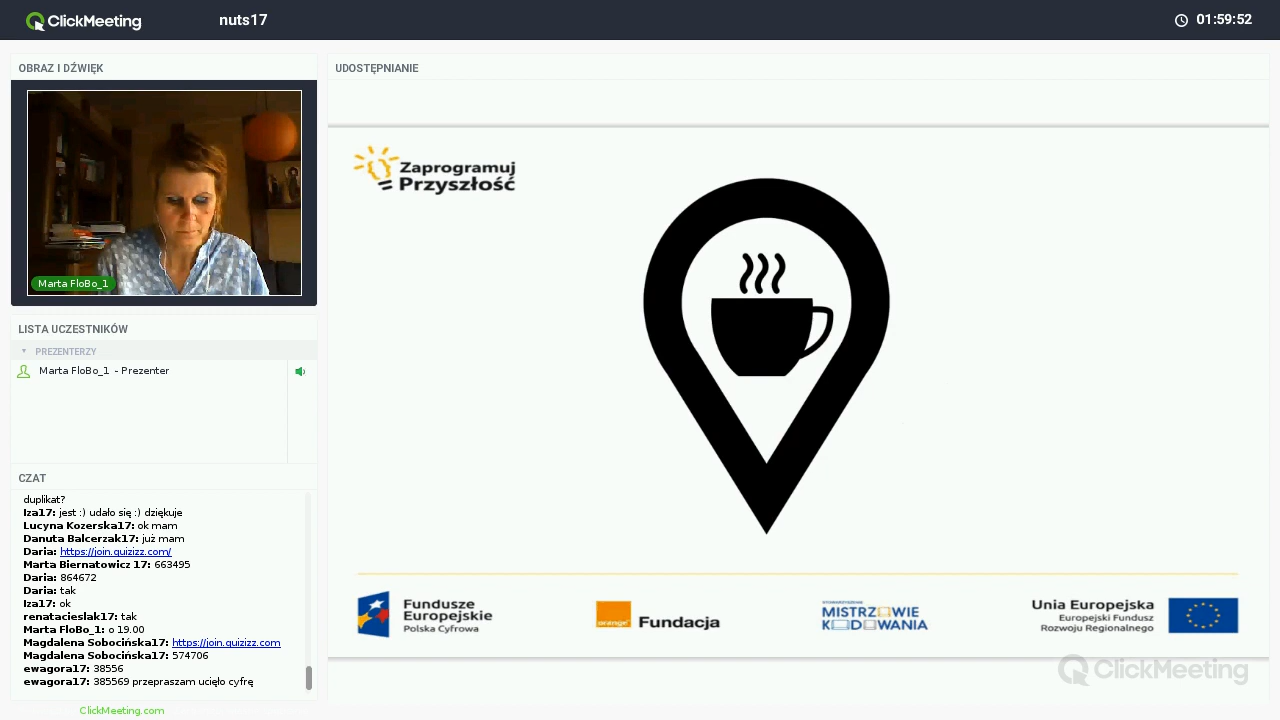 ClickMeeting
nuts17
01:59:52
OBRAZ I DŹWIĘK
Marta FloBo_1
LISTA UCZESTNIKÓW
PREZENTERZY
Marta FloBo_1 - Prezenter
CZAT
duplikat?
Iza17: jest :) udało się :) dziękuje
Lucyna Kozerska17: ok mam
Danuta Balcerzak17: już mam
Daria: https://join.quizizz.com/
Marta Biernatowicz 17: 663495
Daria: 864672
Daria: tak
Iza17: ok
renatacieslak17: tak
Marta FloBo_1: o 19.00
Magdalena Sobocińska17: https://join.quizizz.com
Magdalena Sobocińska17: 574706
ewagora17: 38556
ewagora17: 385569 przepraszam ucięło cyfrę
ClickMeeting.com
UDOSTĘPNIANIE
Zaprogramuj
Przyszłość
Fundusze
Europejskie
Polska Cyfrowa
orange
Fundacja
STOWARZYSZENIE
MISTRZOWIE
KODOWANIA
Unia Europejska
Europejski Fundusz
Rozwoju Regionalnego
ClickMeeting